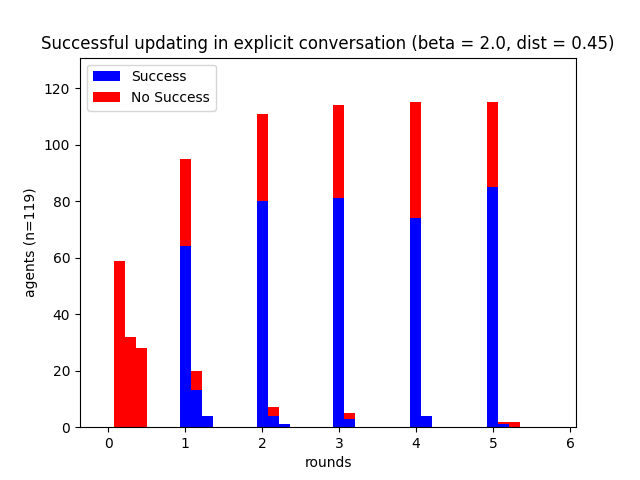 Successful updating in explicit conversation (beta = 2.0, dist = 0.45)
Success
No Success
120
100
80
60
40
20
0
agents (n=119)
0 1 2 3 4 5 6
rounds